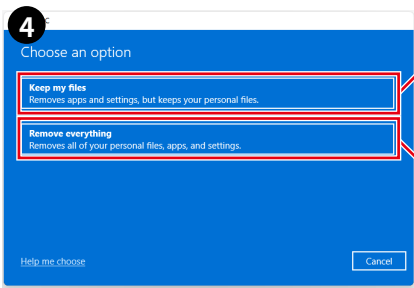 4
Choose an option
Keep my files
Removes apps and settings, but keeps your personal files.
Remove everything
Removes all of your personal files, apps, and settings.
Help me choose
Cancel